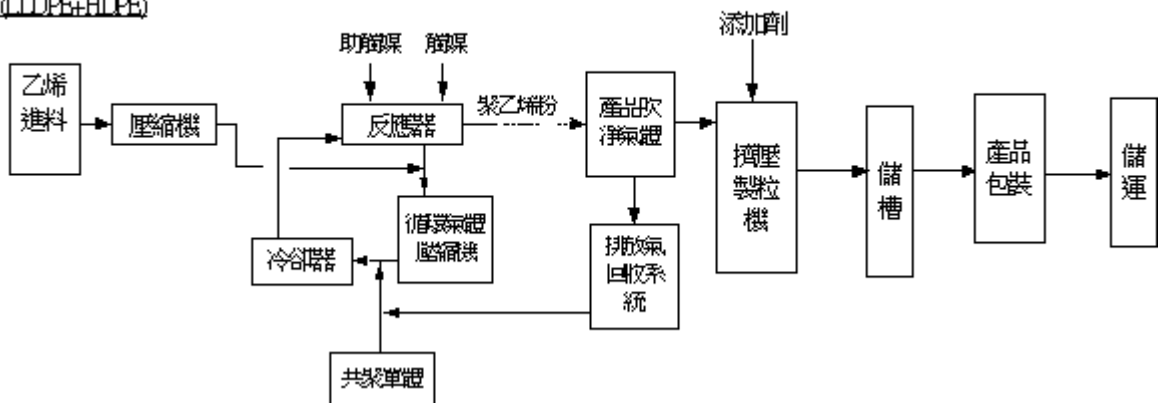 (LLDPE+HDPE)
添加劑
助觸媒 觸媒
乙烯
進料
壓縮機
反應器
聚乙烯粉
產品吹
淨氣體
擠壓
製粒
機
儲
槽
產品
包裝
儲
運
循環氣體
壓縮機
冷卻器
排放氣
回收系
統
共聚單體